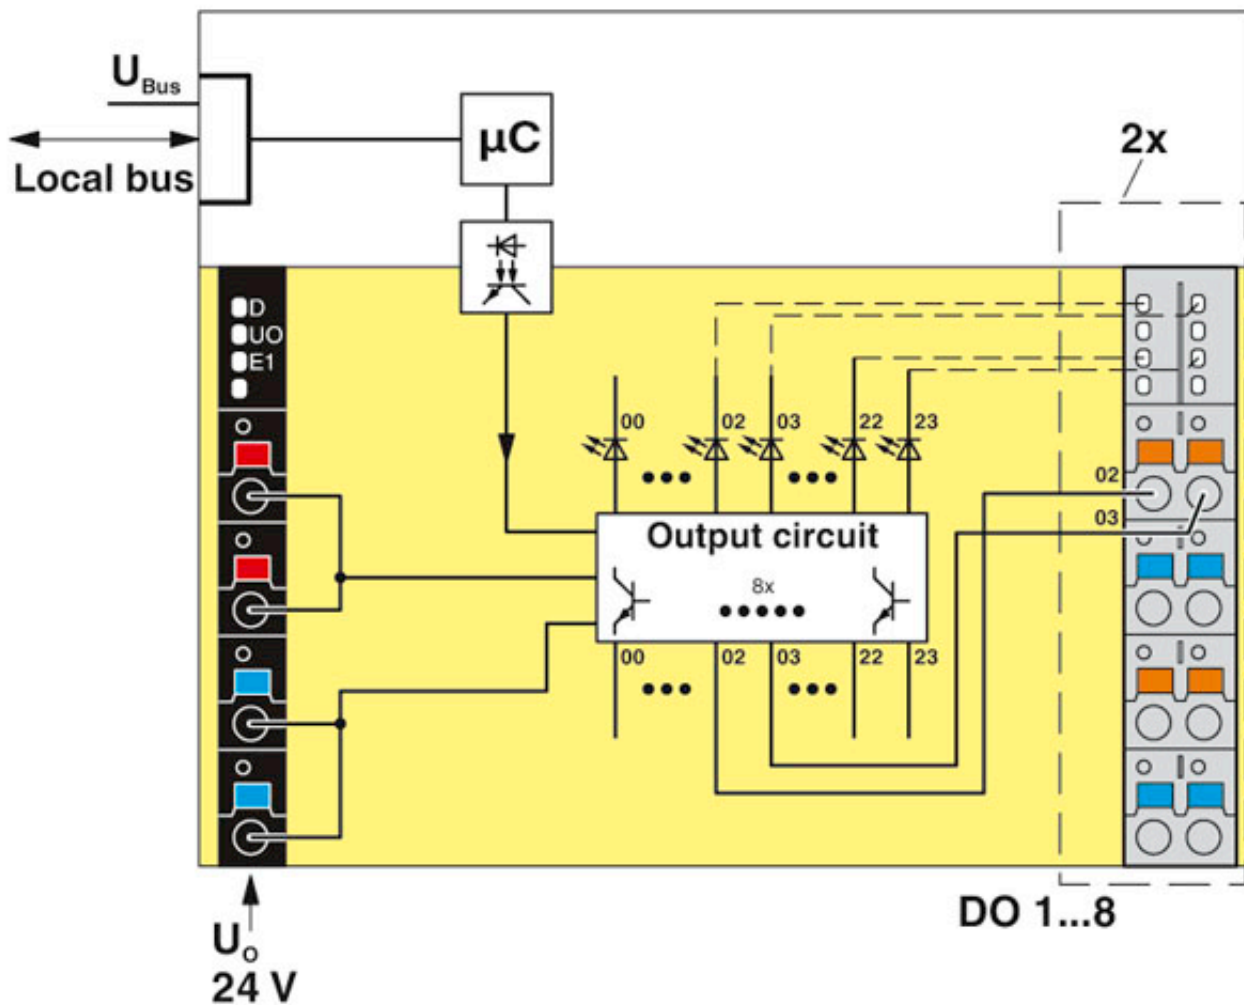 U Bus
Local bus
µC
2x
D
UO
E1
00 02 03 22 23
02
03
Output circuit
8x
00 02 03 22 23
DO 1...8
Uo
24 V